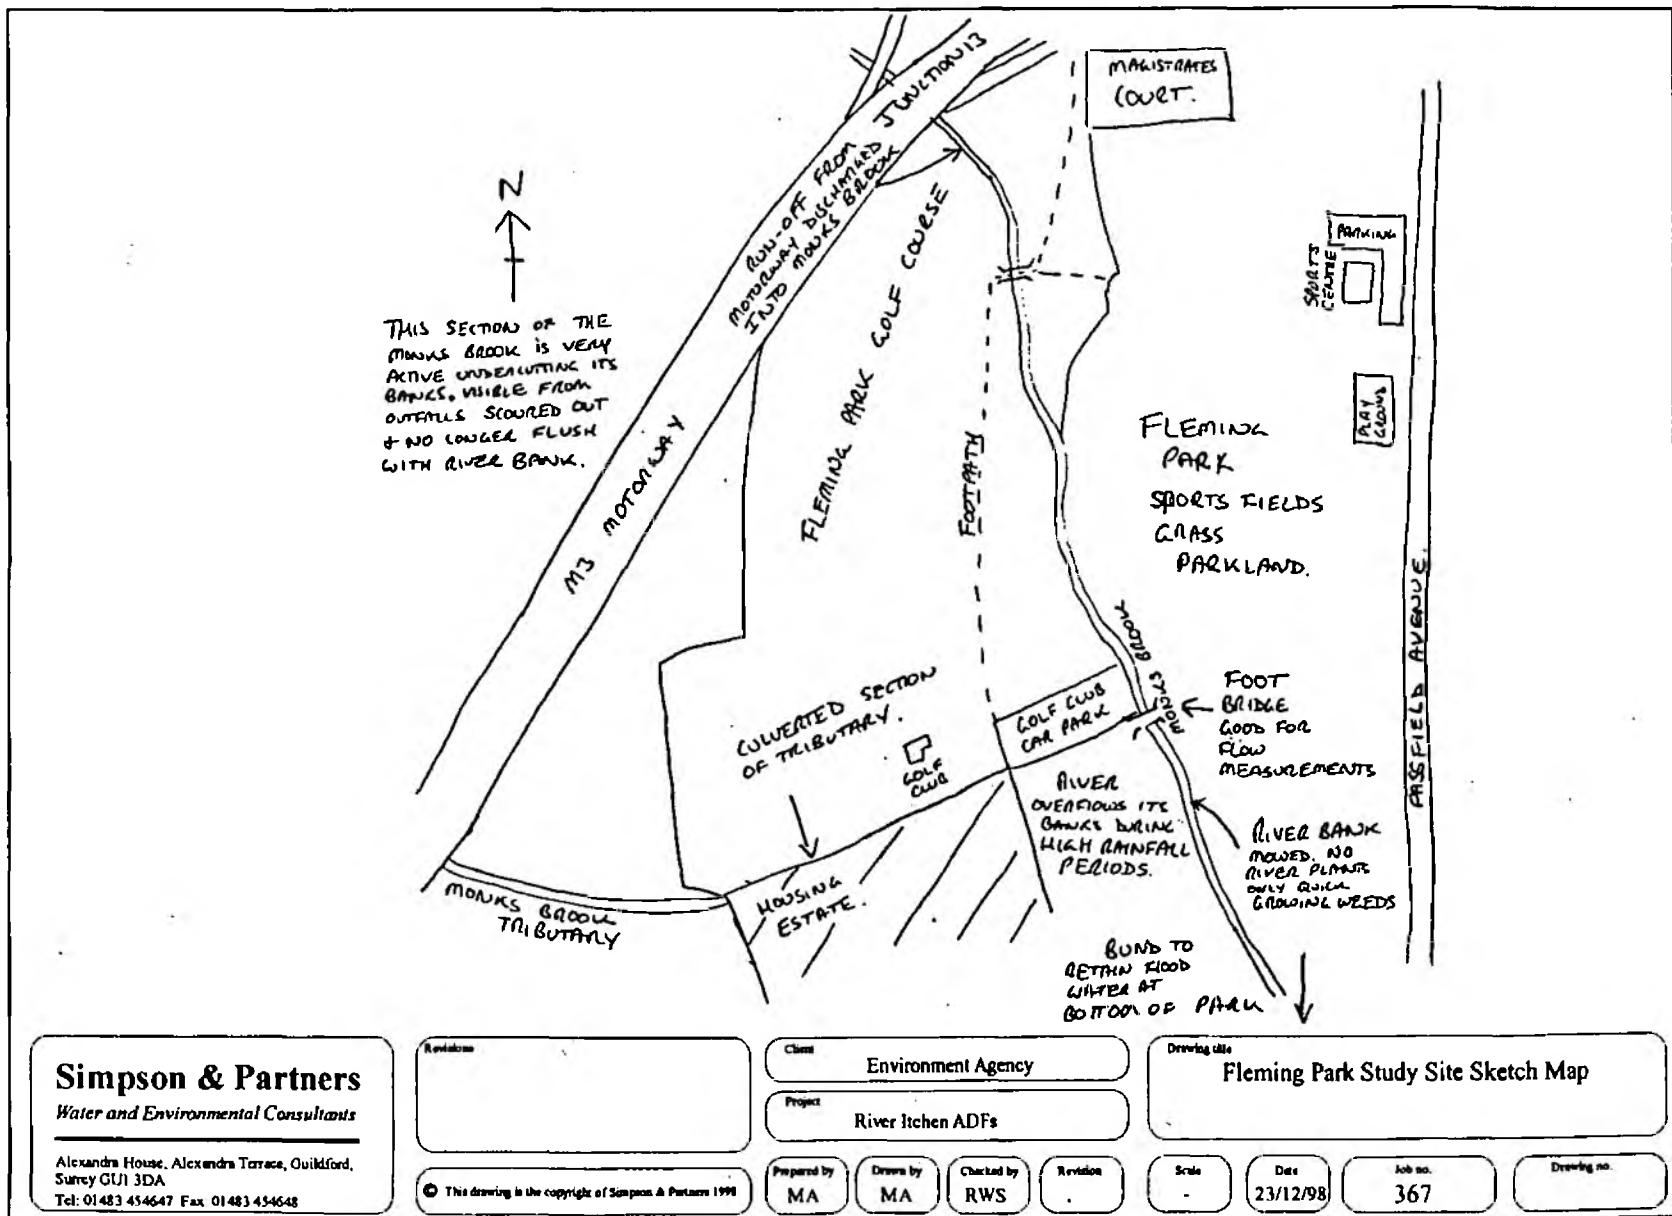 JUNCTION 13
MAGISTRATES
COURT.
N
RUN-OFF FROM
MOTORWAY DISCHARGED
INTO MONKS BROOK
PARKING
SPORTS
CENTRE
THIS SECTION OF THE
MONKS BROOK IS VERY
ACTIVE UNDERCUTTING ITS
BANKS, VISIBLE FROM
OUTFALLS SCOURED OUT
& NO LONGER FLUSH
WITH RIVER BANK.
FLEMING PARK GOLF COURSE
PLAY
GROUND
M3 MOTORWAY
FOOTPATH
FLEMING
PARK
SPORTS FIELDS
GRASS
PARKLAND.
PASSFIELD AVENUE.
MONKS BROOK
CULVERTED SECTION
OF TRIBUTARY.
GOLF
CLUB
GOLF CLUB
CAR PARK
FOOT
BRIDGE
GOOD FOR
FLOW
MEASUREMENTS
RIVER
OVERFLOWS ITS
BANKS DURING
HIGH RAINFALL
PERIODS.
RIVER BANK
MOWED. NO
RIVER PLANTS
ONLY QUICK
GROWING WEEDS
MONKS BROOK
TRIBUTARY
HOUSING
ESTATE.
BUND TO
RETAIN FLOOD
WATER AT
BOTTOM OF PARK
Simpson & Partners
Water and Environmental Consultants
Alexandra House, Alexandra Terrace, Guildford,
Surrey GU1 3DA
Tel: 01483 454647 Fax 01483 454648
Revisions
© This drawing is the copyright of Simpson & Partners 1998
Client
Environment Agency
Project
River Itchen ADFs
Prepared by
MA
Drawn by
MA
Checked by
RWS
Revision
.
Drawing title
Fleming Park Study Site Sketch Map
Scale
-
Date
23/12/98
Job no.
367
Drawing no.